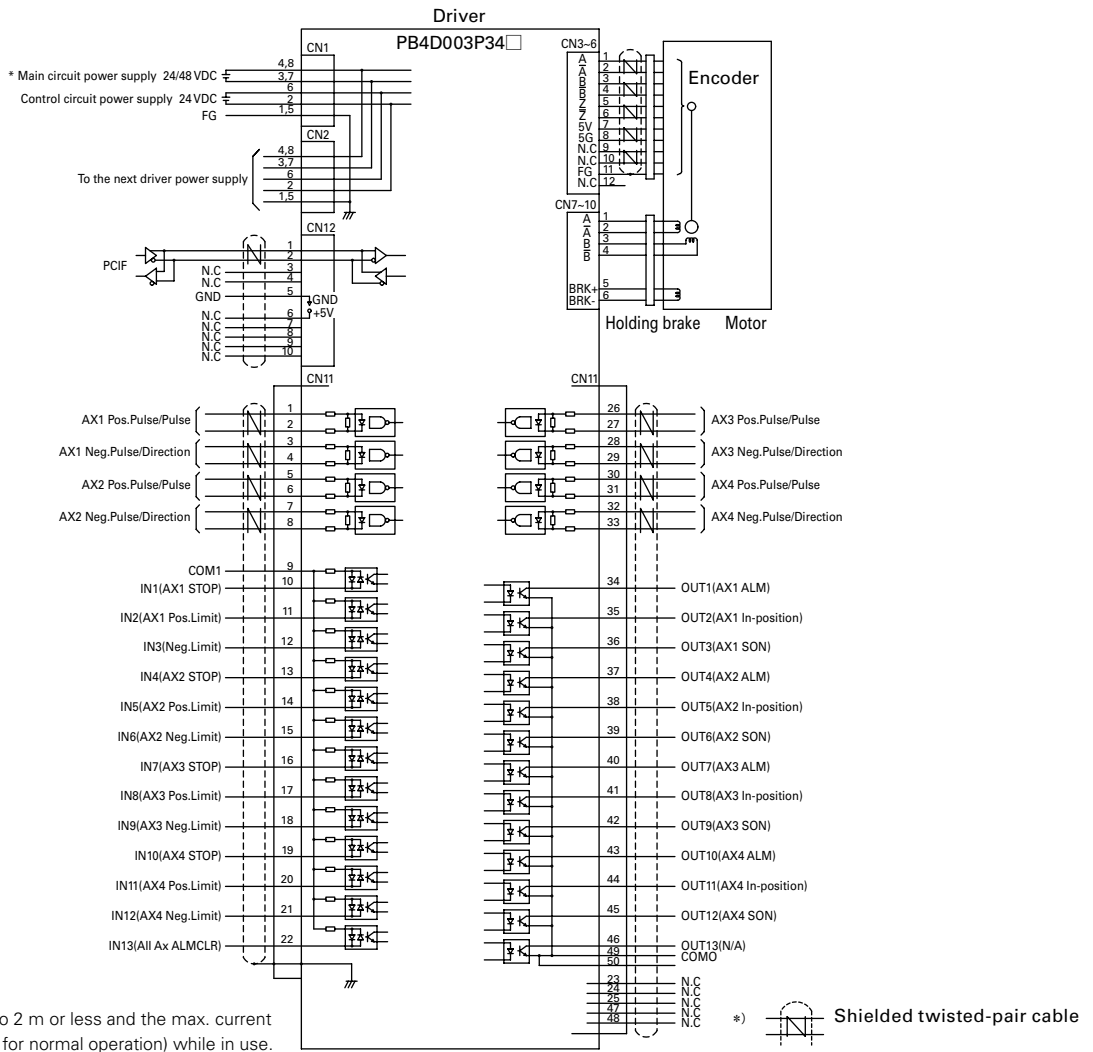 Driver
PB4D003P34□
CN1
4,8
* Main circuit power supply 24/48 VDC
3,7
6
Control circuit power supply 24 VDC
2
FG
1,5
CN2
4,8
3,7
To the next driver power supply
6
2
1,5
CN12
PCIF
1
2
N.C 3
N.C 4
GND 5
GND
+5V
N.C 6
N.C 7
N.C 8
N.C 9
N.C 10
CN3~6
A 1
A 2
B 3
B 4
Z 5
Z 6
5V 7
5G 8
N.C 9
N.C 10
FG 11
N.C 12
Encoder
CN7~10
A 1
A 2
B 3
B 4
BRK+ 5
BRK- 6
Holding brake Motor
CN11
AX1 Pos.Pulse/Pulse 1
2
AX1 Neg.Pulse/Direction 3
4
AX2 Pos.Pulse/Pulse 5
6
AX2 Neg.Pulse/Direction 7
8
COM1 9
IN1(AX1 STOP) 10
IN2(AX1 Pos.Limit) 11
IN3(Neg.Limit) 12
IN4(AX2 STOP) 13
IN5(AX2 Pos.Limit) 14
IN6(AX2 Neg.Limit) 15
IN7(AX3 STOP) 16
IN8(AX3 Pos.Limit) 17
IN9(AX3 Neg.Limit) 18
IN10(AX4 STOP) 19
IN11(AX4 Pos.Limit) 20
IN12(AX4 Neg.Limit) 21
IN13(All Ax ALMCLR) 22
CN11
26
27 AX3 Pos.Pulse/Pulse
28
29 AX3 Neg.Pulse/Direction
30
31 AX4 Pos.Pulse/Pulse
32
33 AX4 Neg.Pulse/Direction
34 OUT1(AX1 ALM)
35 OUT2(AX1 In-position)
36 OUT3(AX1 SON)
37 OUT4(AX2 ALM)
38 OUT5(AX2 In-position)
39 OUT6(AX2 SON)
40 OUT7(AX3 ALM)
41 OUT8(AX3 In-position)
42 OUT9(AX3 SON)
43 OUT10(AX4 ALM)
44 OUT11(AX4 In-position)
45 OUT12(AX4 SON)
46 OUT13(N/A)
49 COMO
50
23 N.C
24 N.C
25 N.C
47 N.C
48 N.C
*) Shielded twisted-pair cable
o 2 m or less and the max. current
for normal operation) while in use.